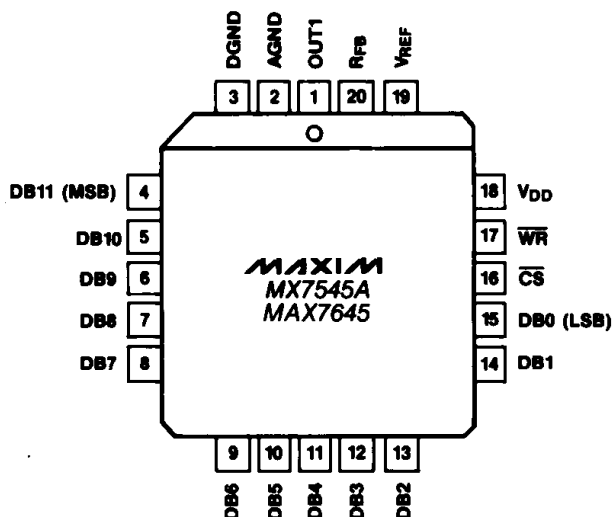 DGND AGND OUT1 RFB VREF
3 2 1 20 19
DB11 (MSB) 4
18 VDD
DB10 5
17 WR
DB9 6
16 CS
DB8 7
15 DB0 (LSB)
DB7 8
14 DB1
MAXIM
MX7545A
MAX7645
9 10 11 12 13
DB6 DB5 DB4 DB3 DB2